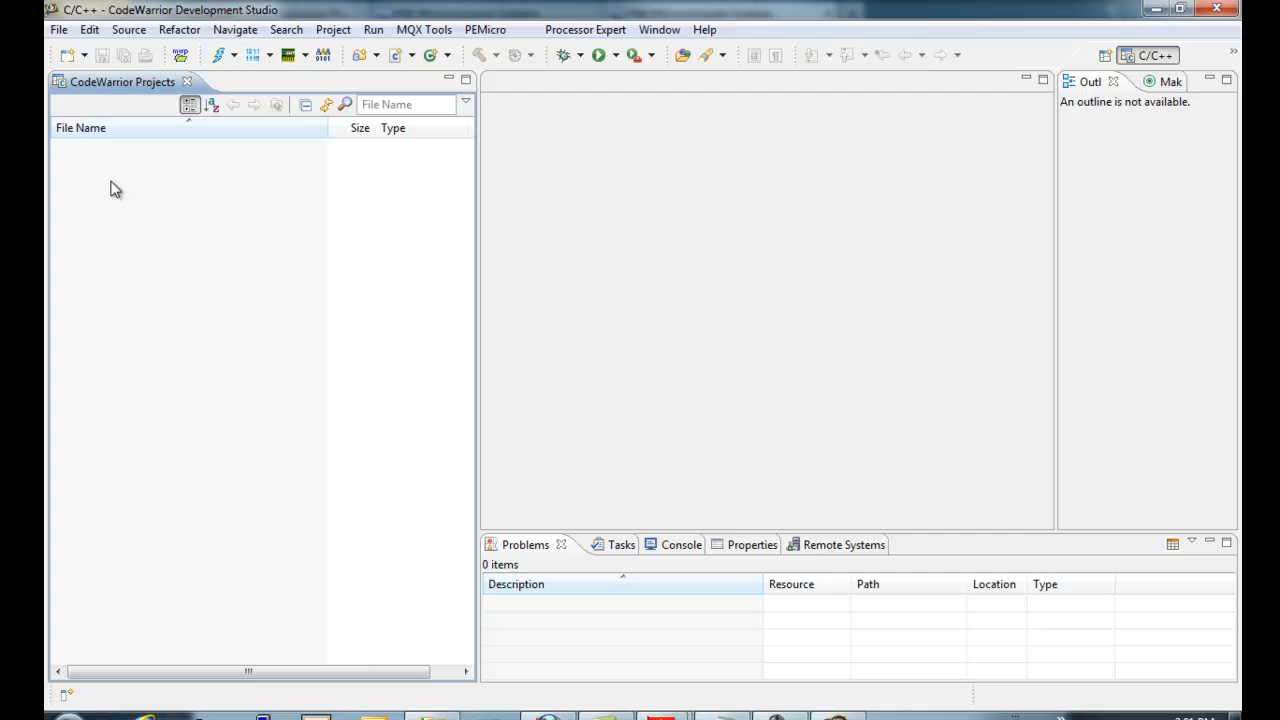 C/C++ - CodeWarrior Development Studio
File Edit Source Refactor Navigate Search Project Run MQX Tools PEMicro Processor Expert Window Help
C/C++
CodeWarrior Projects
Outl
Mak
File Name
An outline is not available.
File Name Size Type
Problems Tasks Console Properties Remote Systems
0 items
Description Resource Path Location Type